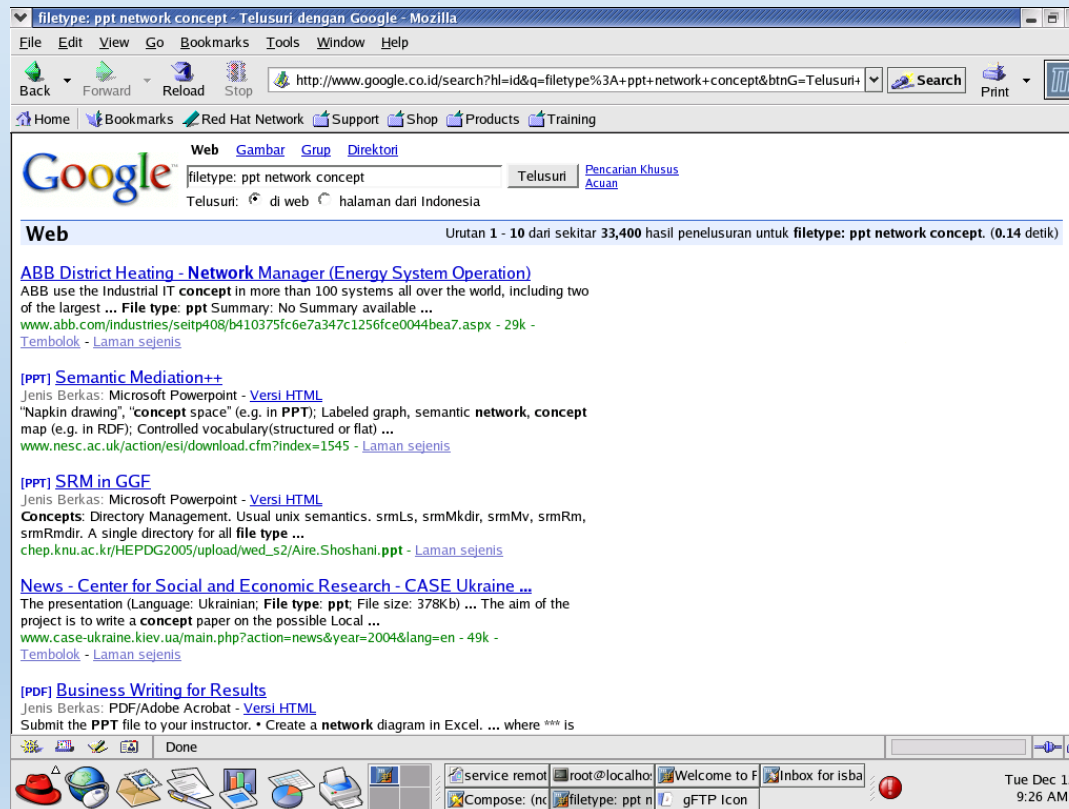 filetype: ppt network concept - Telusuri dengan Google - Mozilla
File Edit View Go Bookmarks Tools Window Help
Back Forward Reload Stop http://www.google.co.id/search?hl=id&q=filetype%3A+ppt+network+concept&btnG=Telusuri+ Search Print
Home Bookmarks Red Hat Network Support Shop Products Training
Web Gambar Grup Direktori
Google™ filetype: ppt network concept Telusuri Pencarian Khusus
Acuan
Telusuri: di web halaman dari Indonesia
Web Urutan 1 - 10 dari sekitar 33,400 hasil penelusuran untuk filetype: ppt network concept. (0.14 detik)
ABB District Heating - Network Manager (Energy System Operation)
ABB use the Industrial IT concept in more than 100 systems all over the world, including two
of the largest ... File type: ppt Summary: No Summary available ...
www.abb.com/industries/seitp408/b410375fc6e7a347c1256fce0044bea7.aspx - 29k -
Tembolok - Laman sejenis
[PPT] Semantic Mediation++
Jenis Berkas: Microsoft Powerpoint - Versi HTML
“Napkin drawing”, “concept space” (e.g. in PPT); Labeled graph, semantic network, concept
map (e.g. in RDF); Controlled vocabulary(structured or flat) ...
www.nesc.ac.uk/action/esi/download.cfm?index=1545 - Laman sejenis
[PPT] SRM in GGF
Jenis Berkas: Microsoft Powerpoint - Versi HTML
Concepts: Directory Management. Usual unix semantics. srmLs, srmMkdir, srmMv, srmRm,
srmRmdir. A single directory for all file type ...
chep.knu.ac.kr/HEPDG2005/upload/wed_s2/Aire.Shoshani.ppt - Laman sejenis
News - Center for Social and Economic Research - CASE Ukraine ...
The presentation (Language: Ukrainian; File type: ppt; File size: 378Kb) ... The aim of the
project is to write a concept paper on the possible Local ...
www.case-ukraine.kiev.ua/main.php?action=news&year=2004&lang=en - 49k -
Tembolok - Laman sejenis
[PDF] Business Writing for Results
Jenis Berkas: PDF/Adobe Acrobat - Versi HTML
Submit the PPT file to your instructor. • Create a network diagram in Excel. ... where *** is
Done
service remot root@localho: Welcome to F Inbox for isba
Compose: (no filetype: ppt n gFTP Icon
Tue Dec 1
9:26 AM